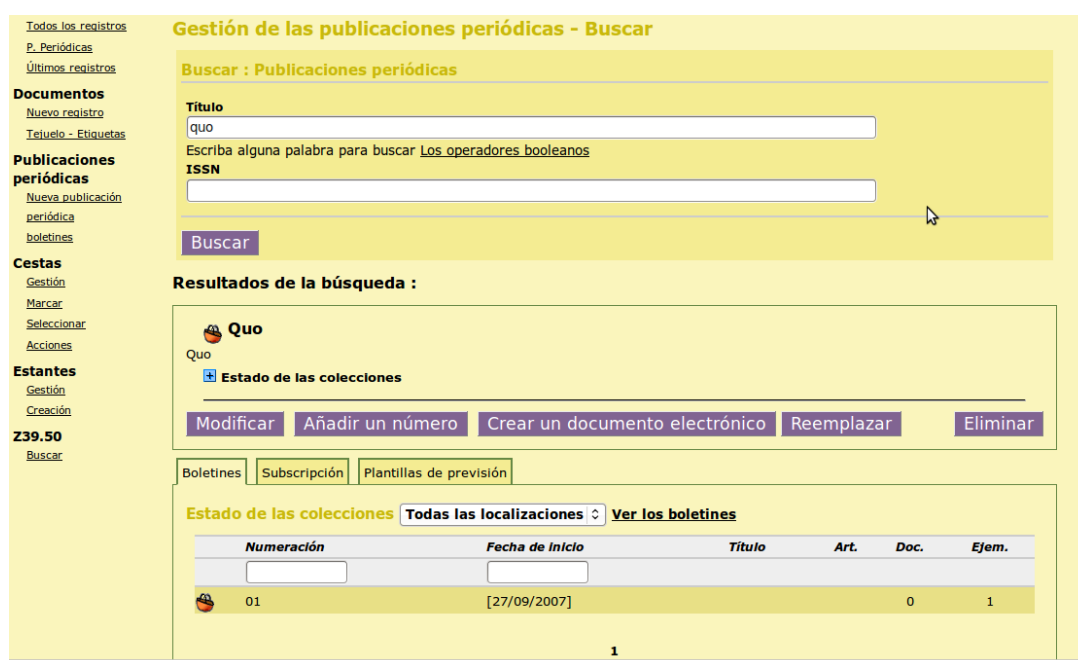 Todos los registros
P. Periódicas
Últimos registros
Documentos
Nuevo registro
Tejuelo - Etiquetas
Publicaciones
periódicas
Nueva publicación
periódica
boletines
Cestas
Gestión
Marcar
Seleccionar
Acciones
Estantes
Gestión
Creación
Z39.50
Buscar
Gestión de las publicaciones periódicas - Buscar
Buscar : Publicaciones periódicas
Título
quo
Escriba alguna palabra para buscar Los operadores booleanos
ISSN
Buscar
Resultados de la búsqueda :
Quo
Quo
Estado de las colecciones
Modificar Añadir un número Crear un documento electrónico Reemplazar Eliminar
Boletines Subscripción Plantillas de previsión
Estado de las colecciones Todas las localizaciones Ver los boletines
Numeración Fecha de inicio Título Art. Doc. Ejem.
01 [27/09/2007] 0 1
1